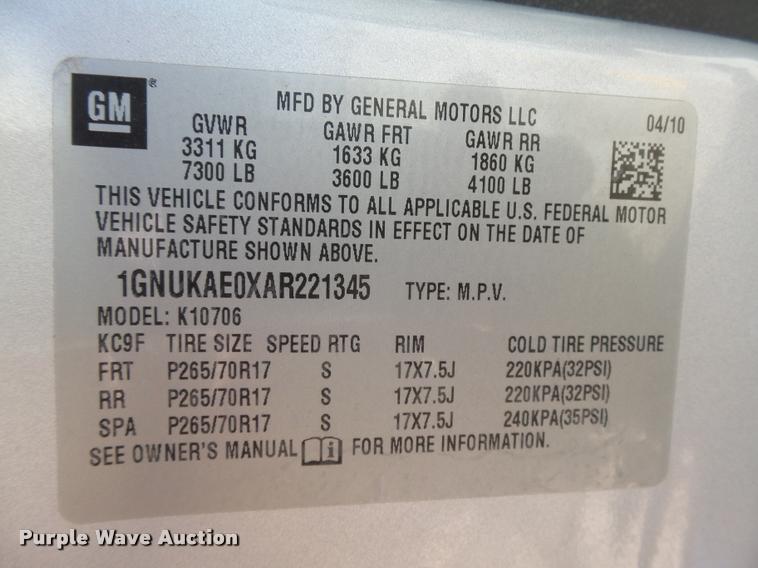 GM®
MFD BY GENERAL MOTORS LLC 04/10
GVWR GAWR FRT GAWR RR
3311 KG 1633 KG 1860 KG
7300 LB 3600 LB 4100 LB
THIS VEHICLE CONFORMS TO ALL APPLICABLE U.S. FEDERAL MOTOR
VEHICLE SAFETY STANDARDS IN EFFECT ON THE DATE OF
MANUFACTURE SHOWN ABOVE.
1GNUKAE0XAR221345 TYPE: M.P.V.
MODEL: K10706
KC9F TIRE SIZE SPEED RTG RIM COLD TIRE PRESSURE
FRT P265/70R17 S 17X7.5J 220KPA(32PSI)
RR P265/70R17 S 17X7.5J 220KPA(32PSI)
SPA P265/70R17 S 17X7.5J 240KPA(35PSI)
SEE OWNER'S MANUAL i FOR MORE INFORMATION.
Purple Wave Auction